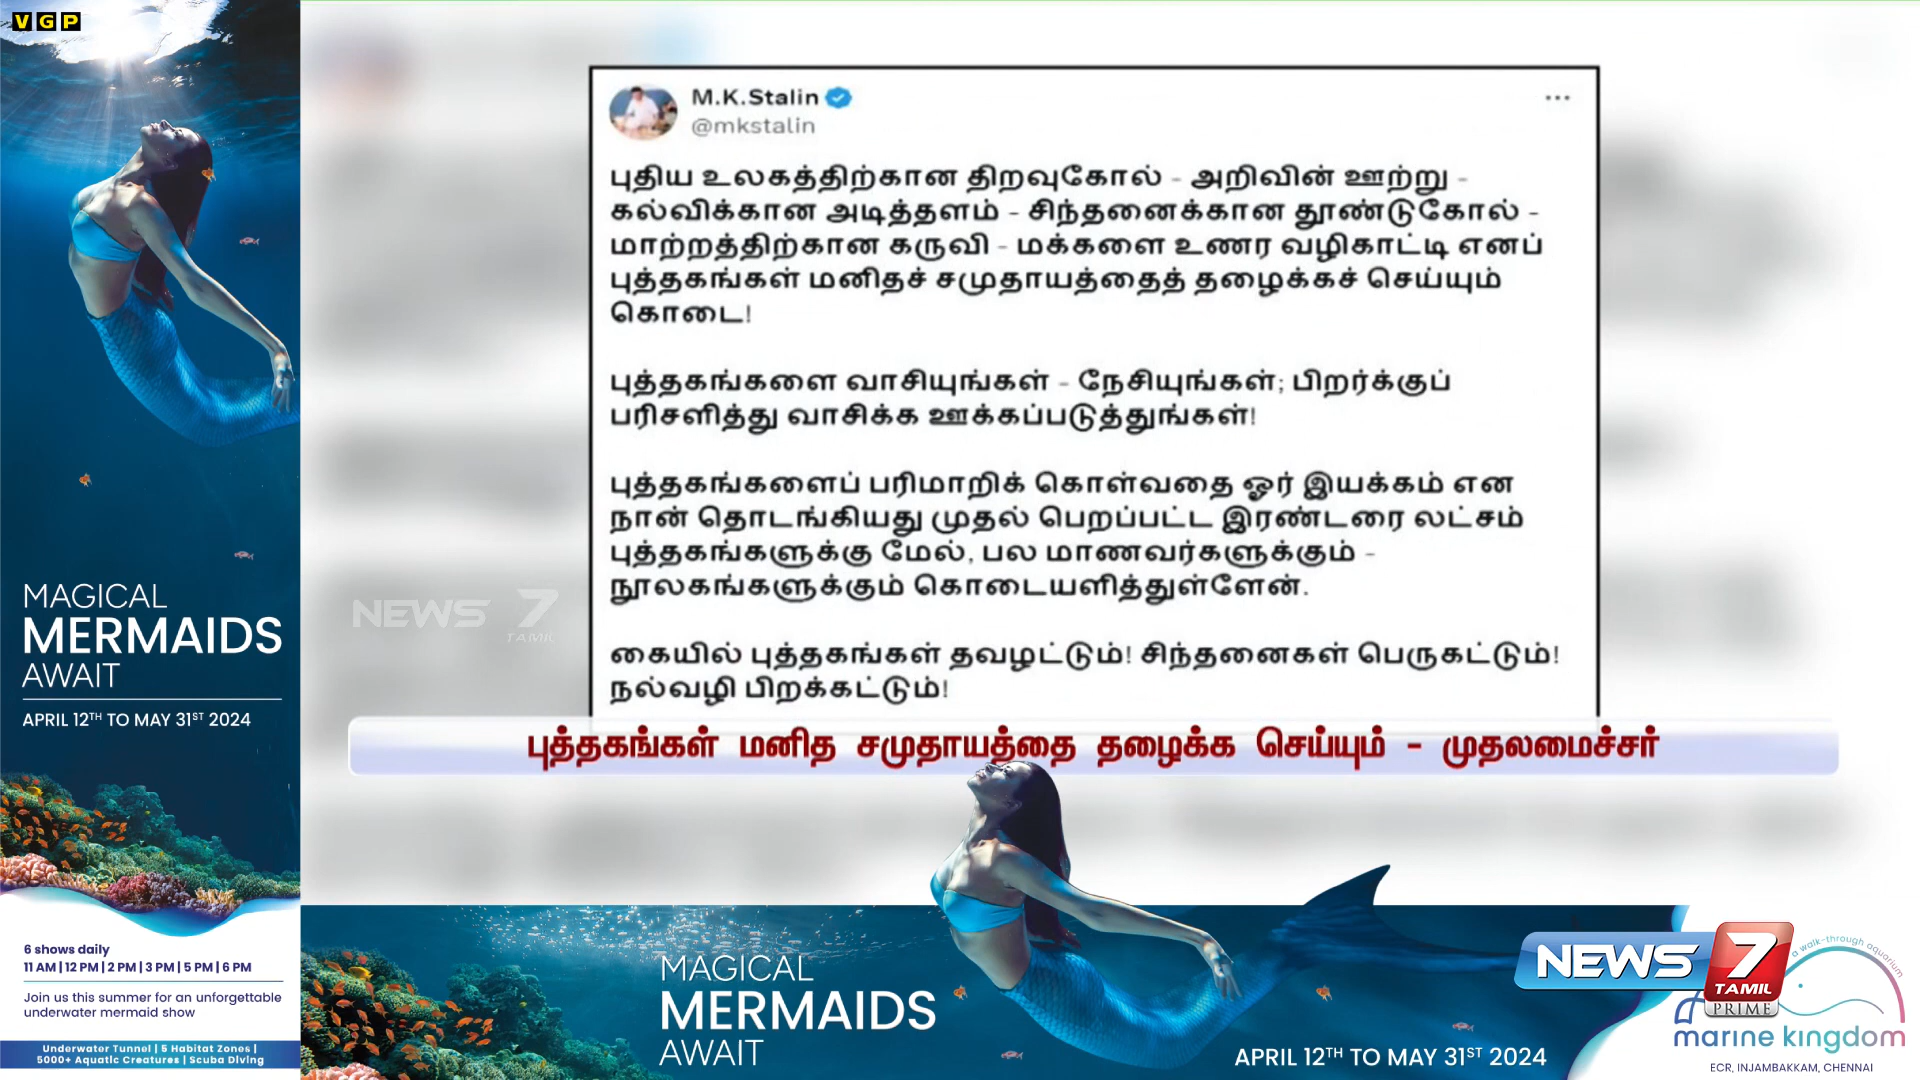 VGP
M.K.Stalin
@mkstalin
புதிய உலகத்திற்கான திறவுகோல் - அறிவின் ஊற்று -
கல்விக்கான அடித்தளம் - சிந்தனைக்கான தூண்டுகோல் -
மாற்றத்திற்கான கருவி - மக்களை உணர வழிகாட்டி எனப்
புத்தகங்கள் மனிதச் சமுதாயத்தைத் தழைக்கச் செய்யும்
கொடை!
புத்தகங்களை வாசியுங்கள் - நேசியுங்கள்; பிறர்க்குப்
பரிசளித்து வாசிக்க ஊக்கப்படுத்துங்கள்!
புத்தகங்களைப் பரிமாறிக் கொள்வதை ஓர் இயக்கம் என
நான் தொடங்கியது முதல் பெறப்பட்ட இரண்டரை லட்சம்
புத்தகங்களுக்கு மேல், பல மாணவர்களுக்கும் -
நூலகங்களுக்கும் கொடையளித்துள்ளேன்.
கையில் புத்தகங்கள் தவழட்டும்! சிந்தனைகள் பெருகட்டும்!
நல்வழி பிறக்கட்டும்!
NEWS 7
TAMIL
புத்தகங்கள் மனித சமுதாயத்தை தழைக்க செய்யும் - முதலமைச்சர்
MAGICAL
MERMAIDS
AWAIT
APRIL 12TH TO MAY 31ST 2024
6 shows daily
11 AM | 12 PM | 2 PM | 3 PM | 5 PM | 6 PM
Join us this summer for an unforgettable
underwater mermaid show
Underwater Tunnel | 5 Habitat Zones |
5000+ Aquatic Creatures | Scuba Diving
MAGICAL
MERMAIDS
AWAIT
APRIL 12TH TO MAY 31ST 2024
NEWS 7
TAMIL
PRIME
a walk-through aquarium
marine kingdom
ECR, INJAMBAKKAM, CHENNAI